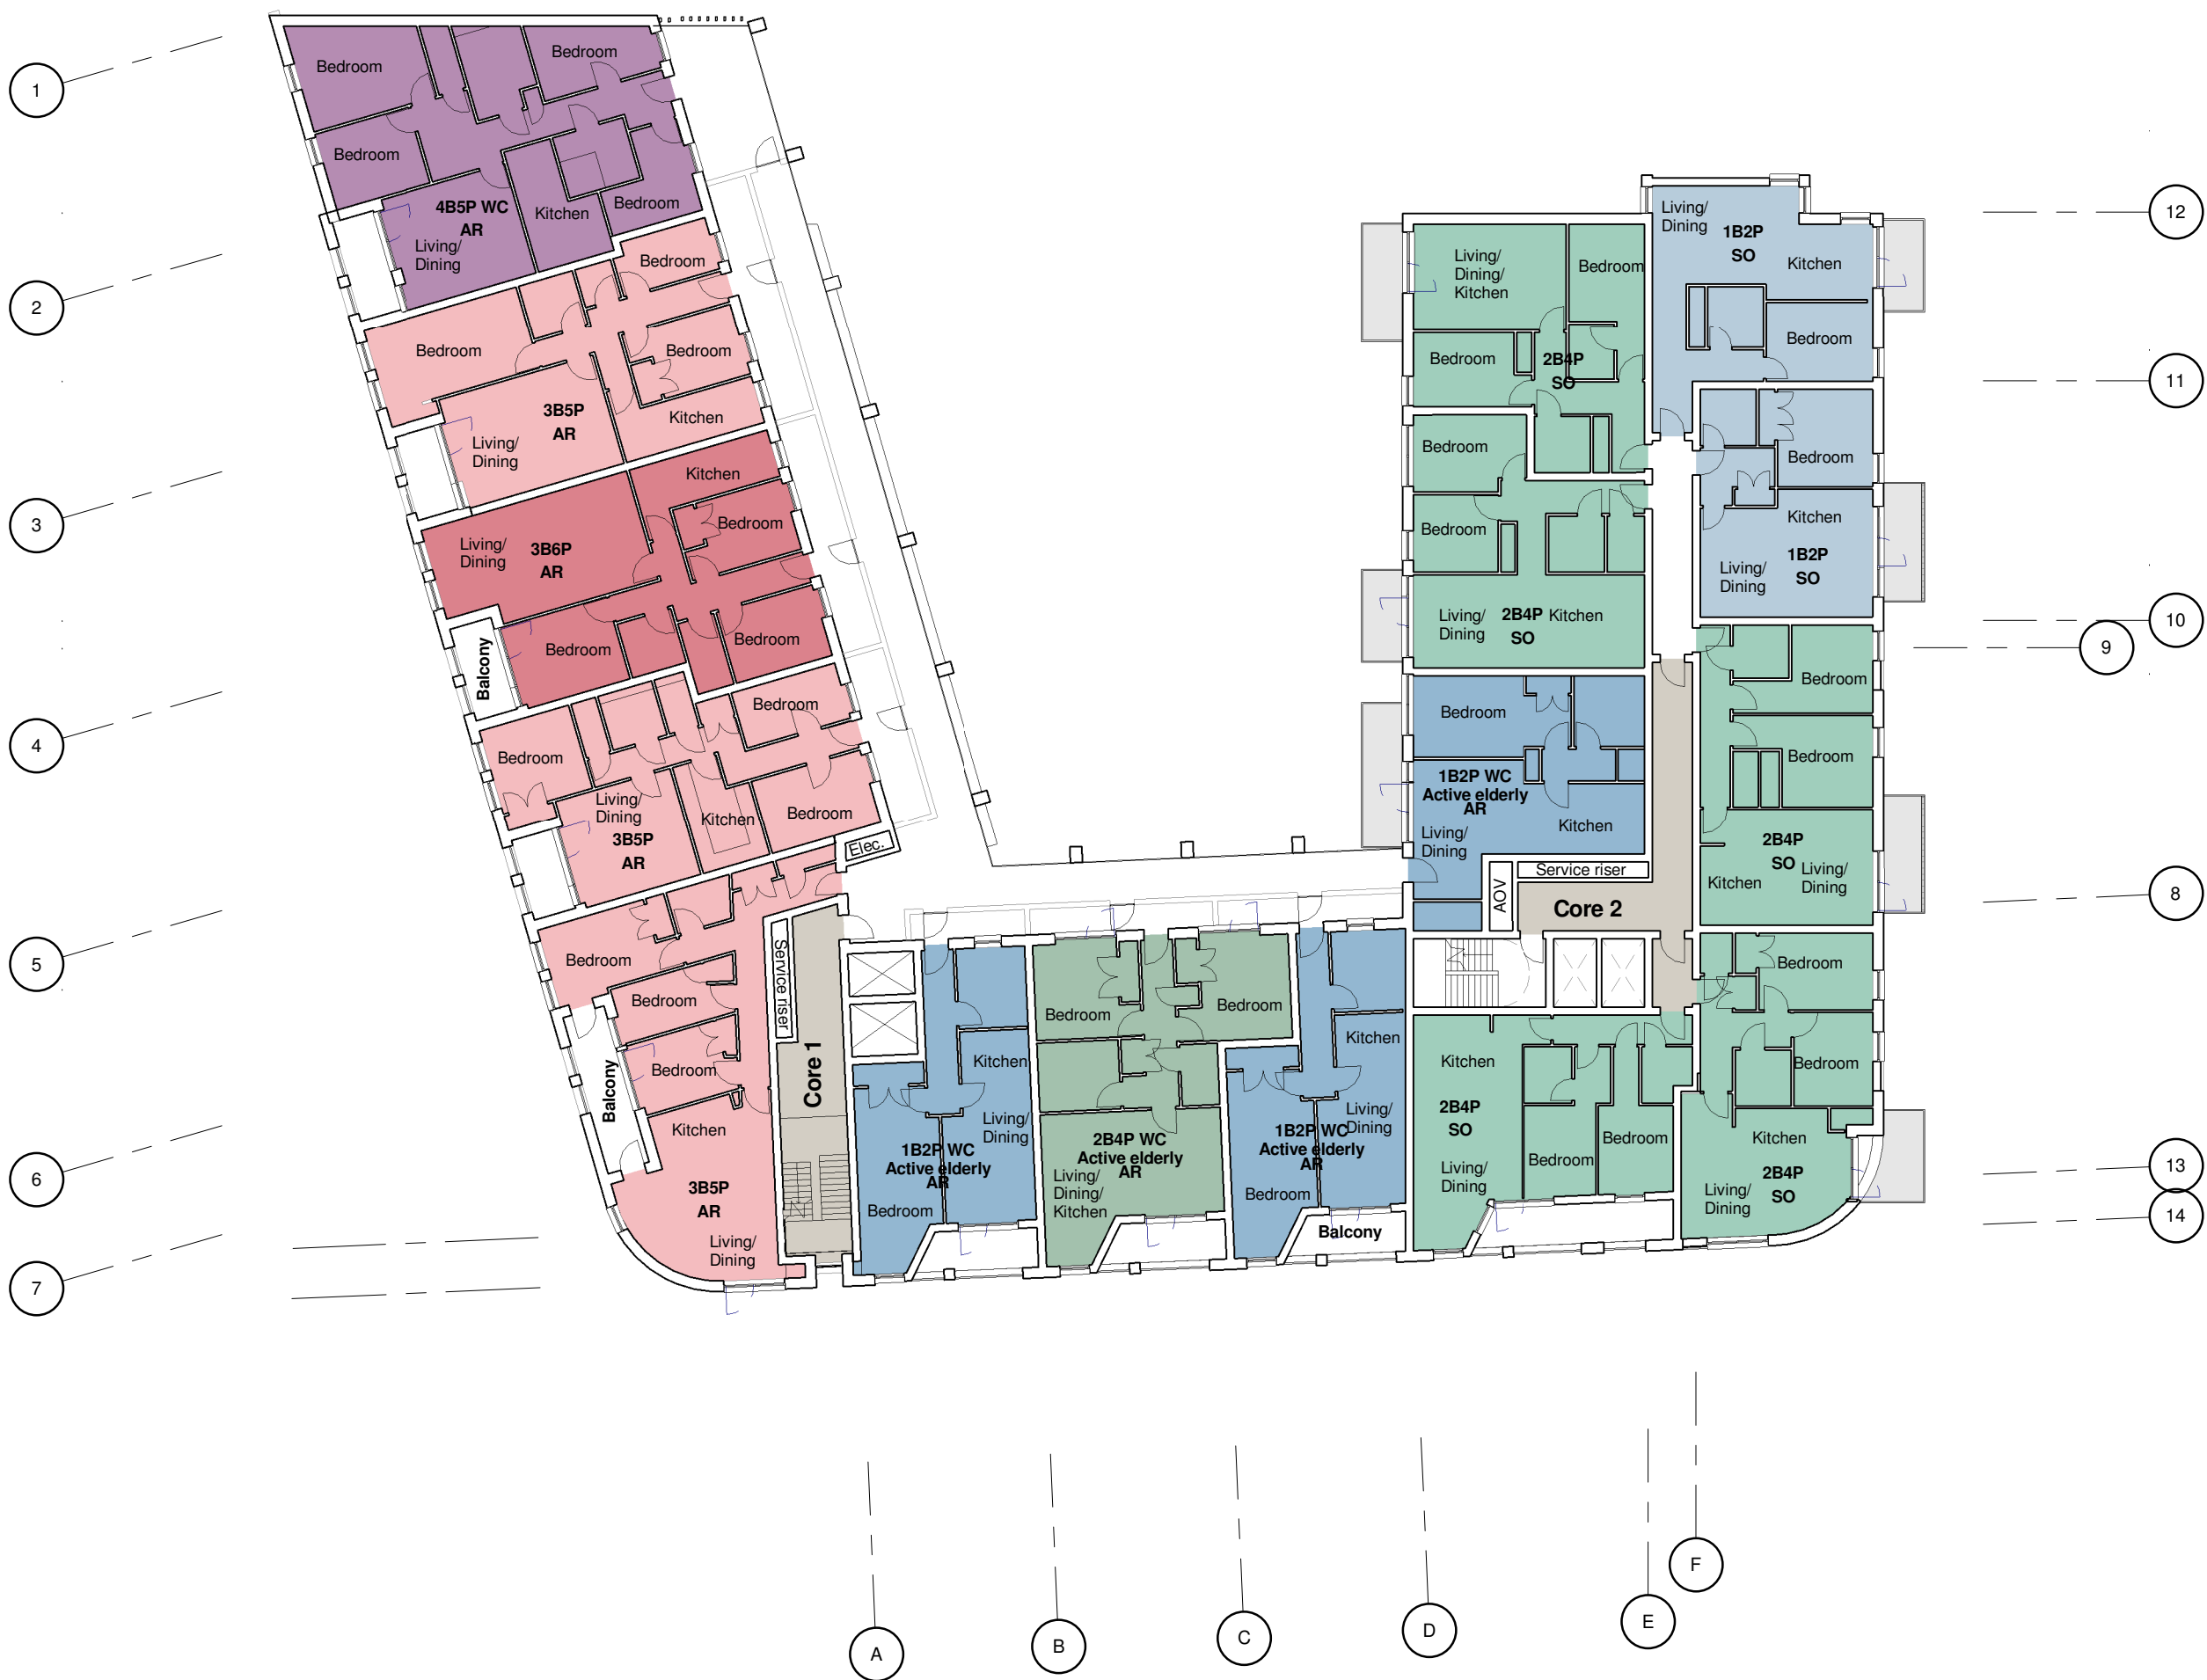 1
2
3
4
5
6
7
Bedroom
Bedroom
Bedroom
4B5P WC
AR
Living/
Dining
Kitchen
Bedroom
Bedroom
Bedroom
Bedroom
3B5P
AR
Living/
Dining
Kitchen
Kitchen
Living/
Dining
3B6P
AR
Bedroom
Balcony
Bedroom
Bedroom
Bedroom
Bedroom
Living/
Dining
3B5P
AR
Kitchen
Bedroom
Elec.
Bedroom
Bedroom
Balcony
Bedroom
Kitchen
3B5P
AR
Living/
Dining
Service riser
Core 1
Kitchen
Living/
Dining
1B2P WC
Active elderly
AR
Bedroom
Bedroom
Bedroom
2B4P WC
Active elderly
AR
Living/
Dining/
Kitchen
Kitchen
Living/
Dining
1B2P WC
Active elderly
AR
Bedroom
Balcony
Living/
Dining/
Kitchen
Bedroom
Bedroom
2B4P
SO
Bedroom
Bedroom
Living/
Dining
2B4P
SO
Kitchen
Bedroom
1B2P WC
Active elderly
AR
Living/
Dining
Kitchen
Service riser
AOV
Core 2
Living/
Dining
1B2P
SO
Kitchen
Bedroom
Bedroom
Kitchen
1B2P
SO
Living/
Dining
Bedroom
Bedroom
2B4P
SO
Kitchen
Living/
Dining
Bedroom
Bedroom
Kitchen
2B4P
SO
Living/
Dining
Kitchen
2B4P
SO
Living/
Dining
Bedroom
Bedroom
12
11
10
9
8
13
14
A
B
C
D
E
F